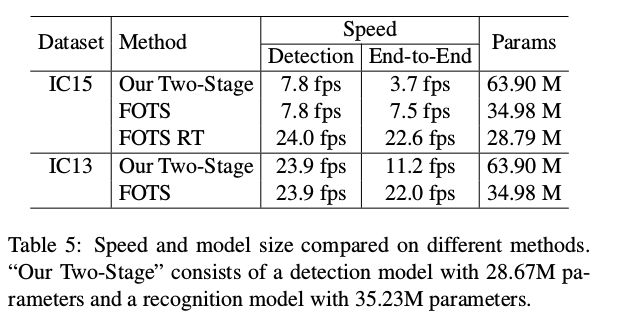 Dataset Method Speed Params
Detection End-to-End
IC15 Our Two-Stage 7.8 fps 3.7 fps 63.90 M
FOTS 7.8 fps 7.5 fps 34.98 M
FOTS RT 24.0 fps 22.6 fps 28.79 M
IC13 Our Two-Stage 23.9 fps 11.2 fps 63.90 M
FOTS 23.9 fps 22.0 fps 34.98 M
Table 5: Speed and model size compared on different methods.
“Our Two-Stage” consists of a detection model with 28.67M pa-
rameters and a recognition model with 35.23M parameters.